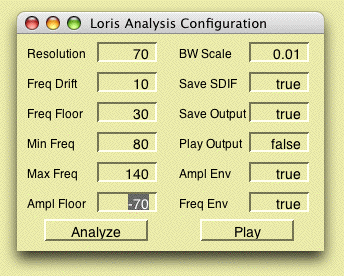 Loris Analysis Configuration
Resolution 70 BW Scale 0.01
Freq Drift 10 Save SDIF true
Freq Floor 30 Save Output true
Min Freq 80 Play Output false
Max Freq 140 Ampl Env true
Ampl Floor -70 Freq Env true
Analyze Play